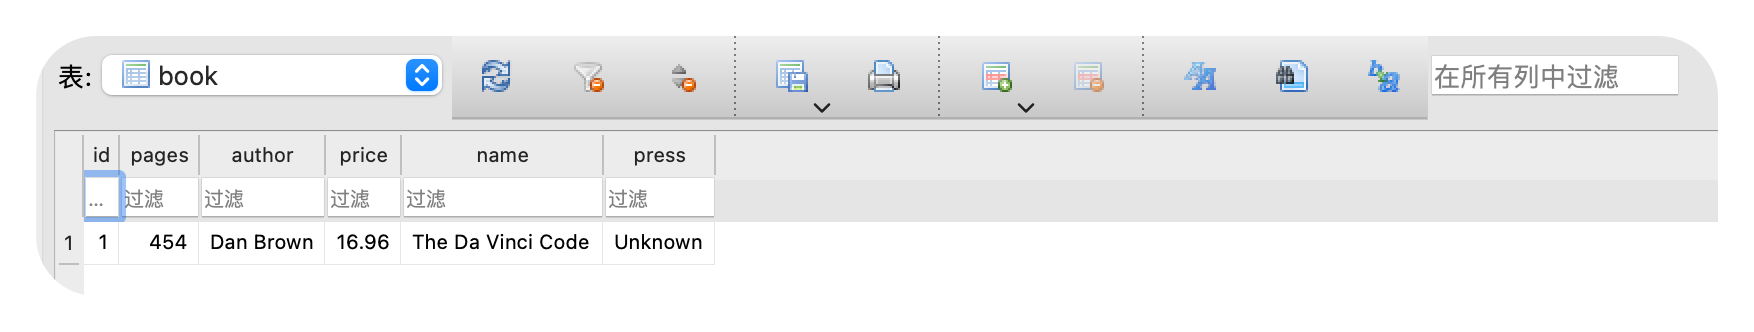 表: book 在所有列中过滤
id pages author price name press
... 过滤 过滤 过滤 过滤 过滤
1 1 454 Dan Brown 16.96 The Da Vinci Code Unknown